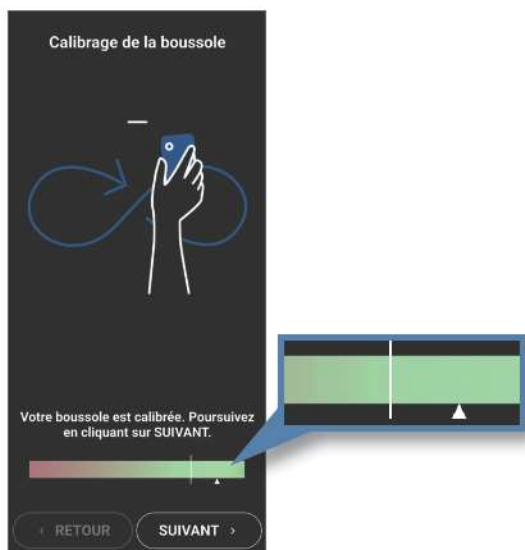 Calibrage de la boussole
Votre boussole est calibrée. Poursuivez
en cliquant sur SUIVANT.
‹ RETOUR
SUIVANT ›